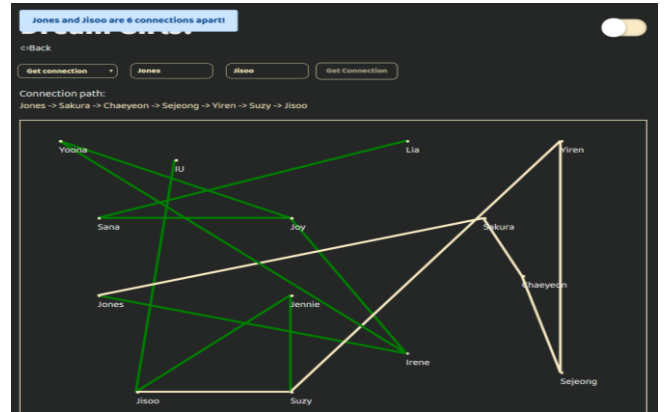 Jones and Jisoo are 6 connections apart!
<=Back
Get connection
Jones
Jisoo
Get Connection
Connection path:
Jones -> Sakura -> Chaeyeon -> Sejeong -> Yiren -> Suzy -> Jisoo
Yoona
IU
Lia
Yiren
Sana
Joy
Sakura
Chaeyeon
Jones
Jennie
Irene
Sejeong
Jisoo
Suzy